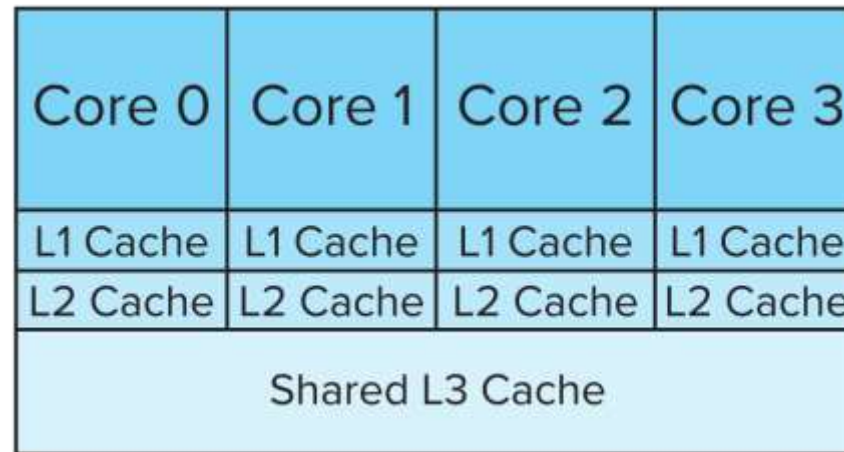 Core 0 Core 1 Core 2 Core 3
L1 Cache L1 Cache L1 Cache L1 Cache
L2 Cache L2 Cache L2 Cache L2 Cache
Shared L3 Cache